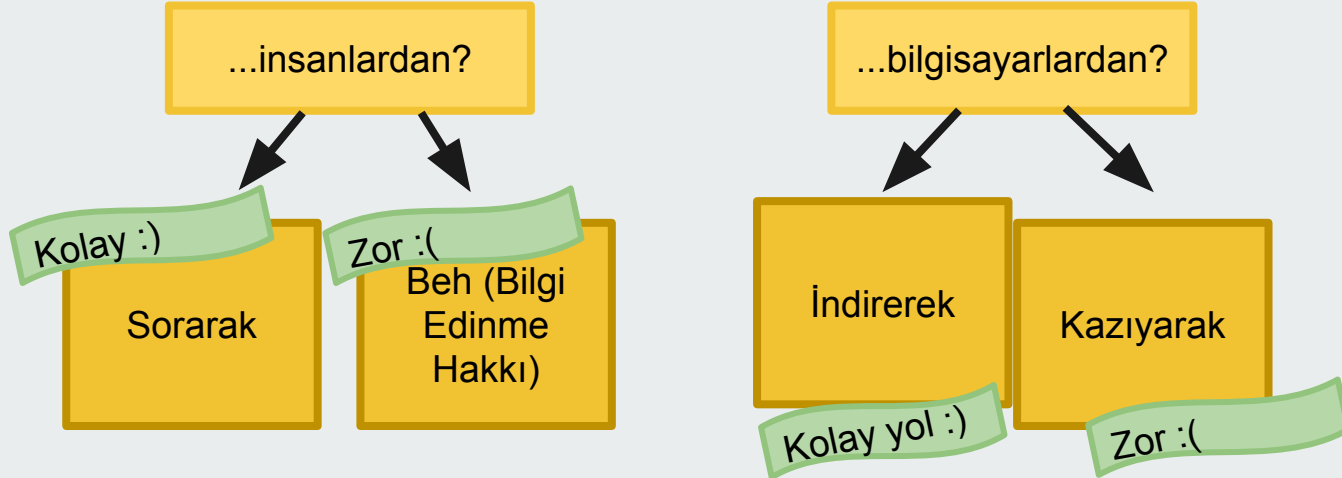 ...insanlardan?
Kolay :)
Sorarak
Zor :(
Beh (Bilgi
Edinme
Hakkı)
...bilgisayarlardan?
İndirerek
Kolay yol :)
Kazıyarak
Zor :(